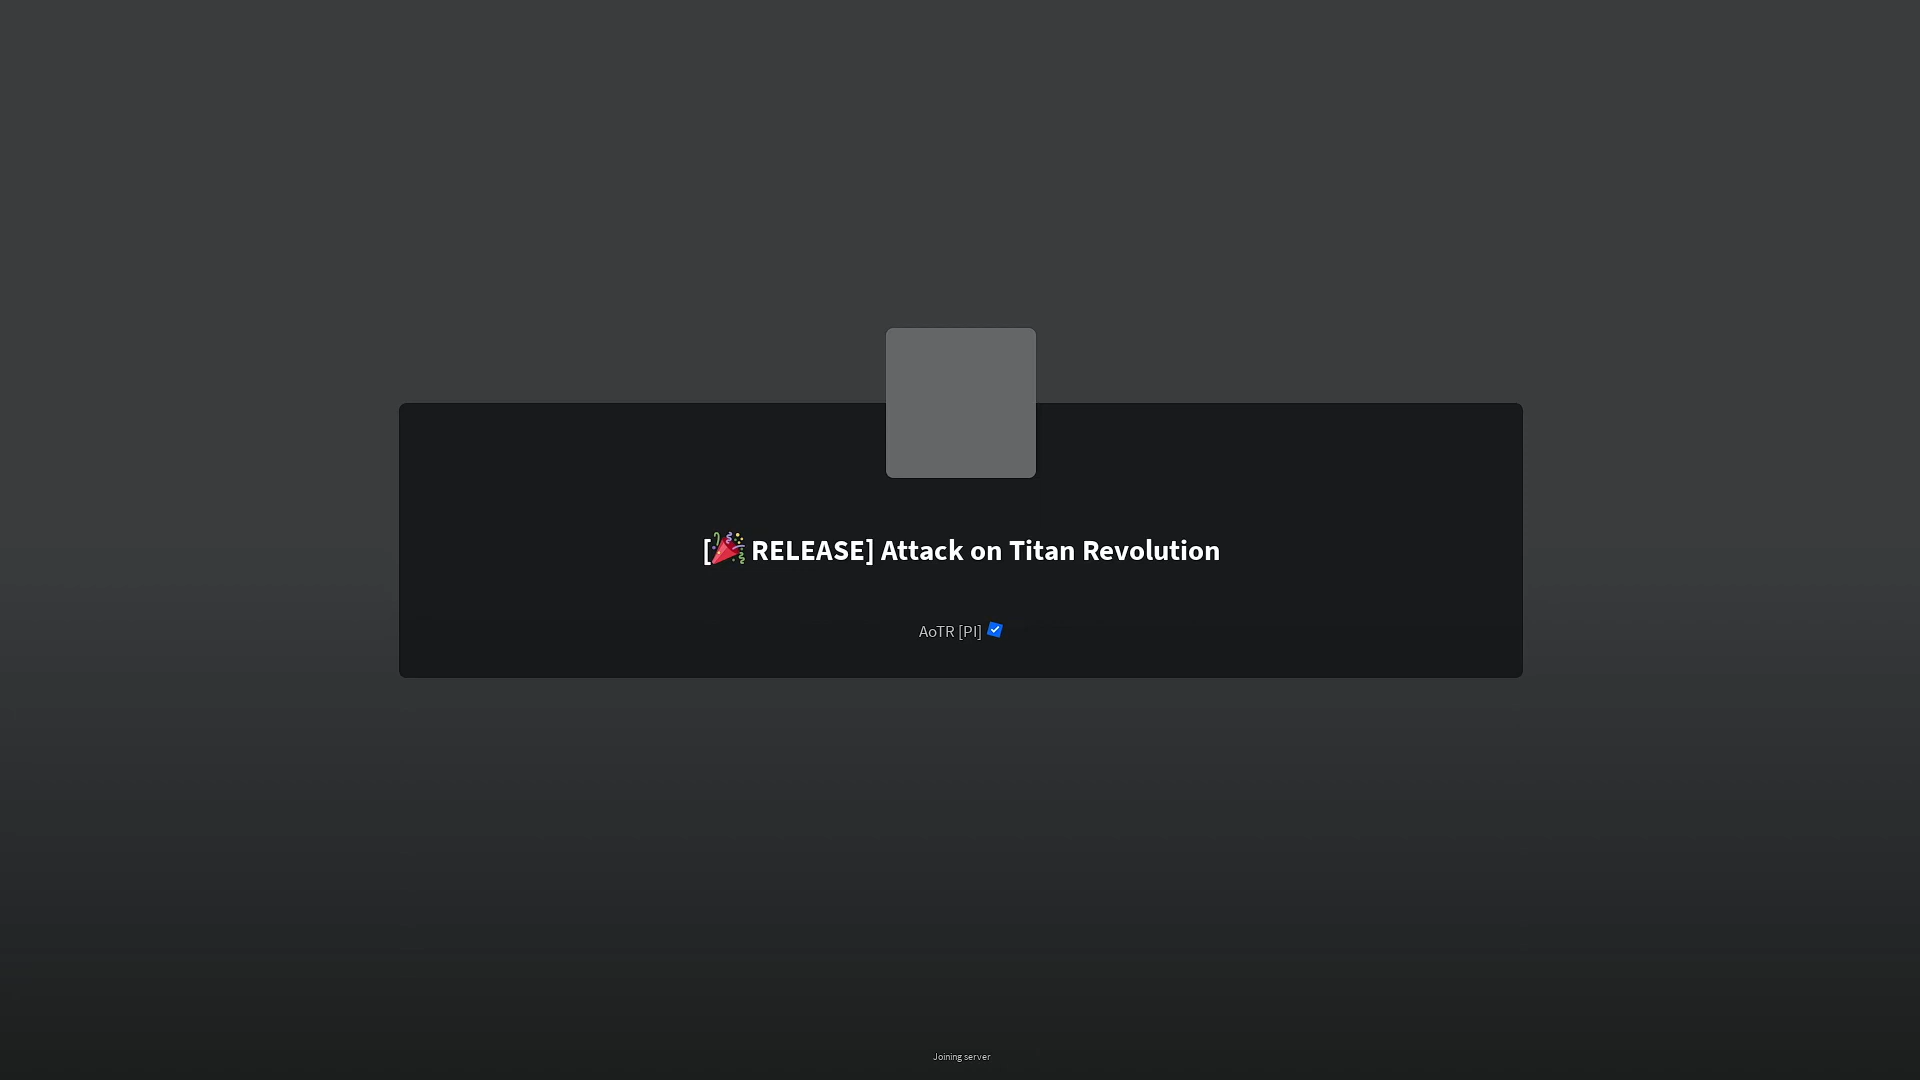 [🎉 RELEASE] Attack on Titan Revolution
AoTR [PI]
Joining server